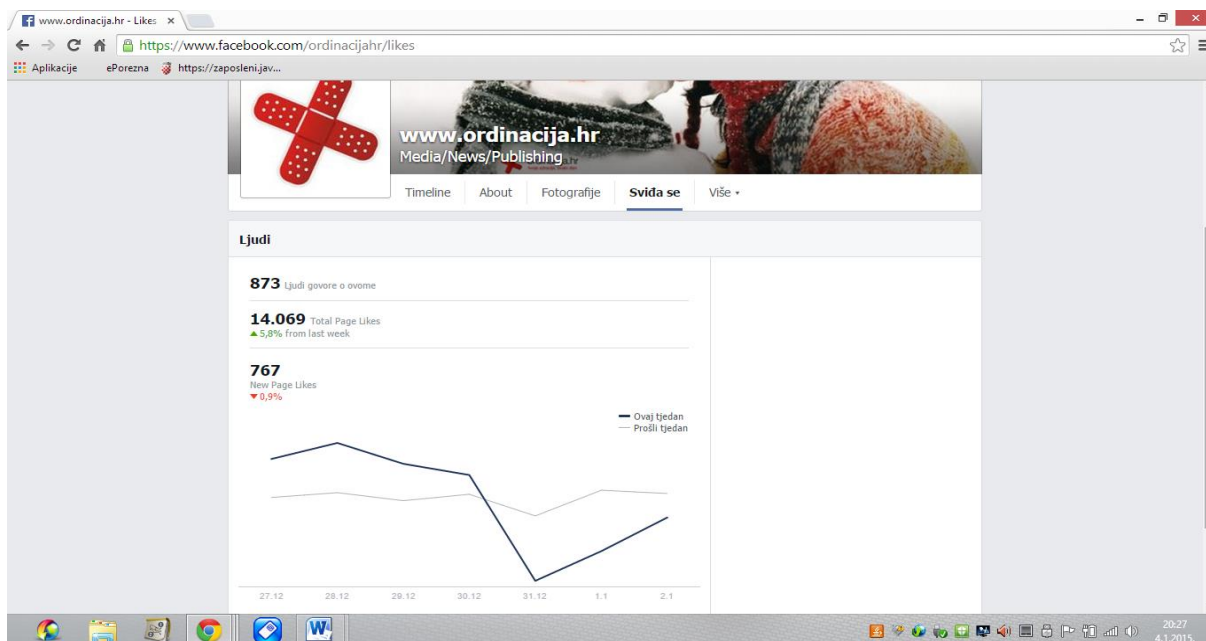 www.ordinacija.hr - Likes
https://www.facebook.com/ordinacijahr/likes
Aplikacije ePorezna https://zaposleni.jav...
www.ordinacija.hr
Media/News/Publishing
Timeline About Fotografije Sviđa se Više
Ljudi
873 Ljudi govore o ovome
14.069 Total Page Likes
5,8% from last week
767
New Page Likes
0,9%
Ovaj tjedan
Prošli tjedan
27.12 28.12 29.12 30.12 31.12 1.1 2.1
20:27
4.1.2015.